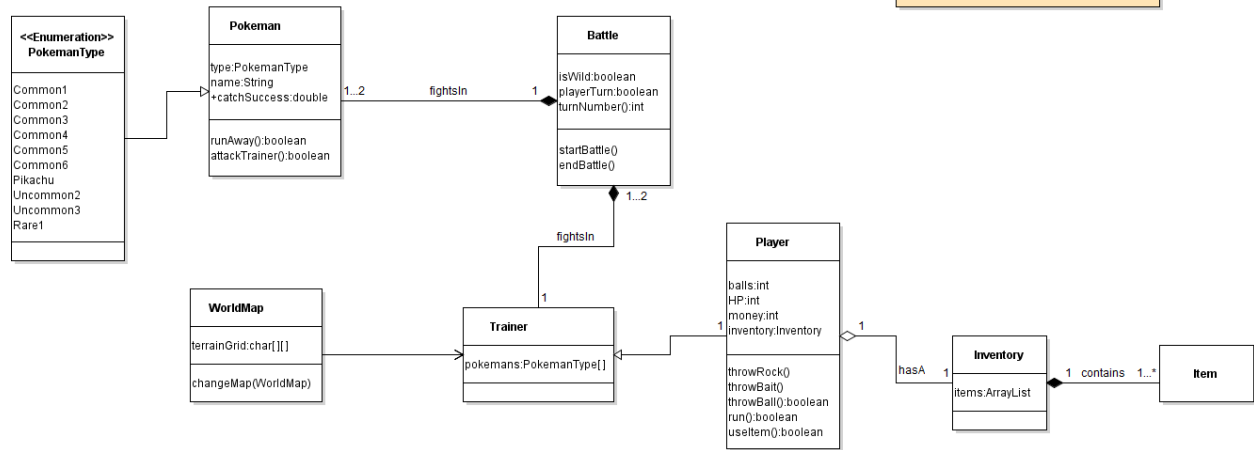 <<Enumeration>>
PokemanType
Common1
Common2
Common3
Common4
Common5
Common6
Pikachu
Uncommon2
Uncommon3
Rare1
Pokeman
type:PokemanType
name:String
+catchSuccess:double
runAway():boolean
attackTrainer():boolean
1...2
fightsIn
1
Battle
isWild:boolean
playerTurn:boolean
turnNumber():int
startBattle()
endBattle()
1...2
fightsIn
1
WorldMap
terrainGrid:char[][]
changeMap(WorldMap)
Trainer
pokemans:PokemanType[]
1
Player
balls:int
HP:int
money:int
inventory:Inventory
throwRock()
throwBait()
throwBall():boolean
run():boolean
useItem():boolean
1
hasA
1
Inventory
items:ArrayList
1
contains
1...*
Item